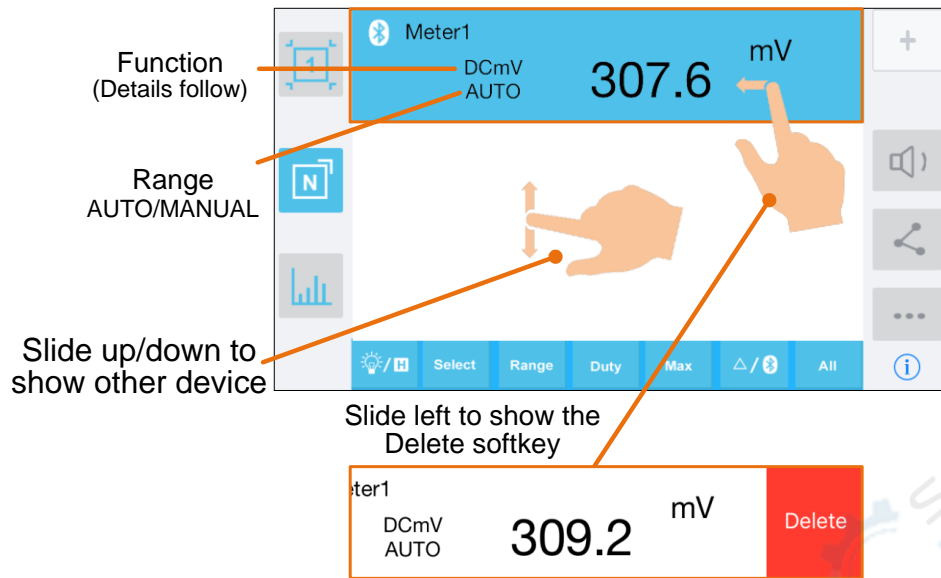 Meter1
Function
(Details follow)
DCmV
AUTO
307.6
mV
1
+
N
Range
AUTO/MANUAL
Slide up/down to
show other device
/H
Select
Range
Duty
Max
△/
All
i
Slide left to show the
Delete softkey
ter1
DCmV
AUTO
309.2
mV
Delete